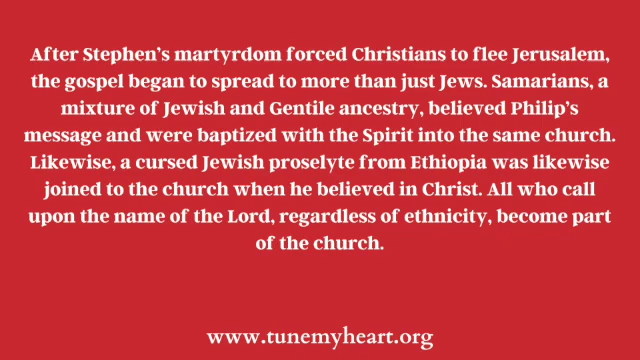 After Stephen's martyrdom forced Christians to flee Jerusalem,
the gospel began to spread to more than just Jews. Samarians, a
mixture of Jewish and Gentile ancestry, believed Philip's
message and were baptized with the Spirit into the same church.
Likewise, a cursed Jewish proselyte from Ethiopia was likewise
joined to the church when he believed in Christ. All who call
upon the name of the Lord, regardless of ethnicity, become part
of the church.
www.tunemyheart.org